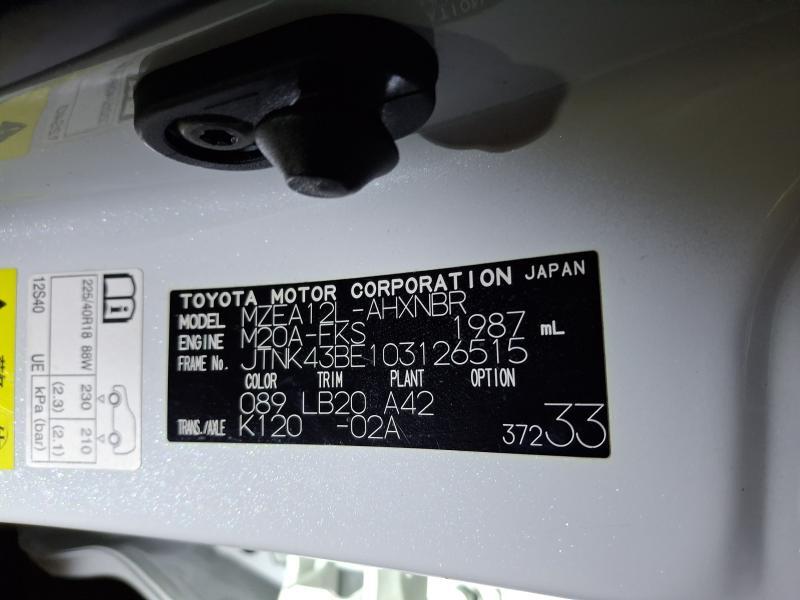 TOYOTA MOTOR CORPORATION JAPAN
MODEL MZEA12L-AHXNBR
ENGINE M20A-FKS 1987 mL
FRAME No. JTNK43BE103126515
COLOR TRIM PLANT OPTION
089 LB20 A42
TRANS./AXLE K120 -02A
37233
225/40R18 88W 230 210
kPa (bar) (2.3) (2.1)
12S40 UE